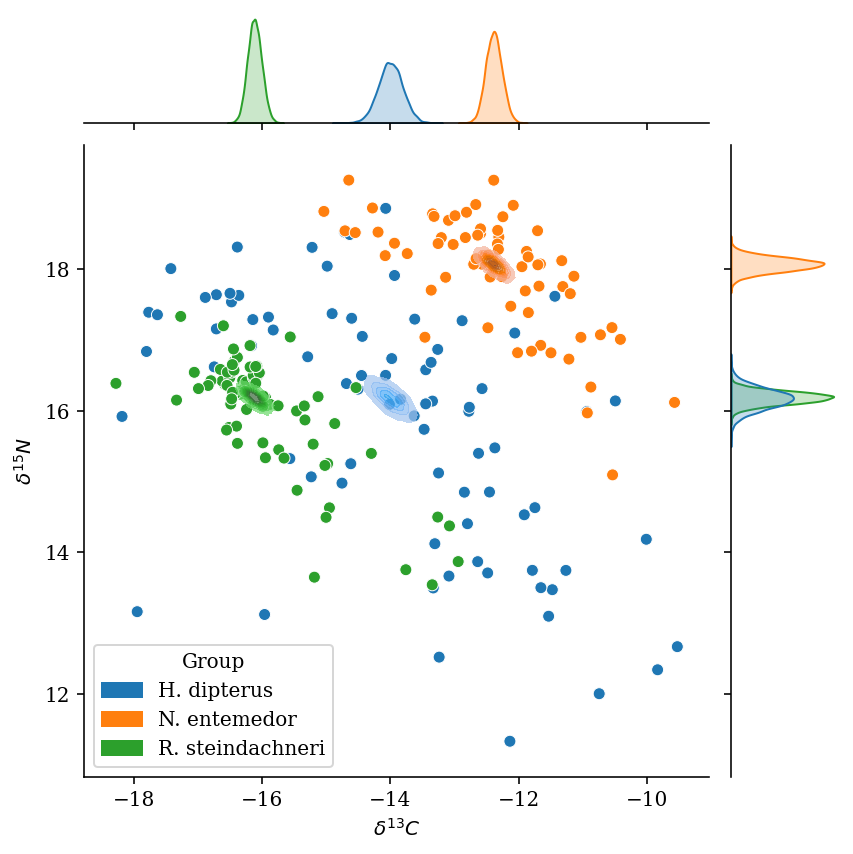 18
16
14
12
δ¹⁵N
Group
H. dipterus
N. entemedor
R. steindachneri
−18 −16 −14 −12 −10
δ¹³C